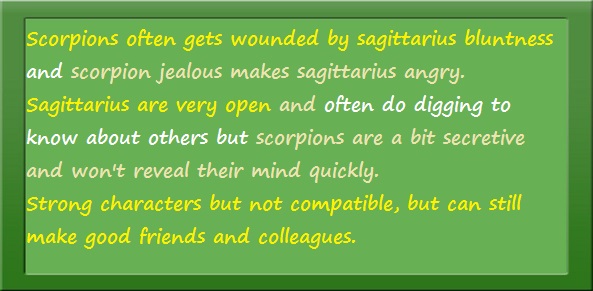 Scorpions often gets wounded by sagittarius bluntness
and scorpion jealous makes sagittarius angry.
Sagittarius are very open and often do digging to
know about others but scorpions are a bit secretive
and won't reveal their mind quickly.
Strong characters but not compatible, but can still
make good friends and colleagues.